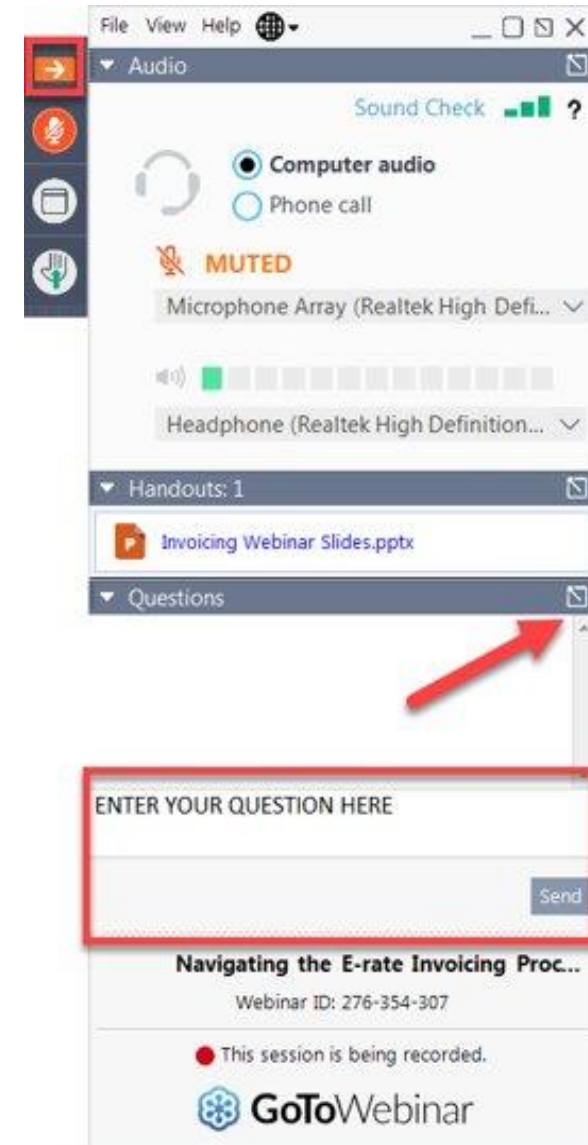 File View Help
Audio
Sound Check ?
Computer audio
Phone call
MUTED
Microphone Array (Realtek High Defi...
Headphone (Realtek High Definition...
Handouts: 1
P Invoicing Webinar Slides.pptx
Questions
ENTER YOUR QUESTION HERE
Send
Navigating the E-rate Invoicing Proc...
Webinar ID: 276-354-307
This session is being recorded.
GoToWebinar